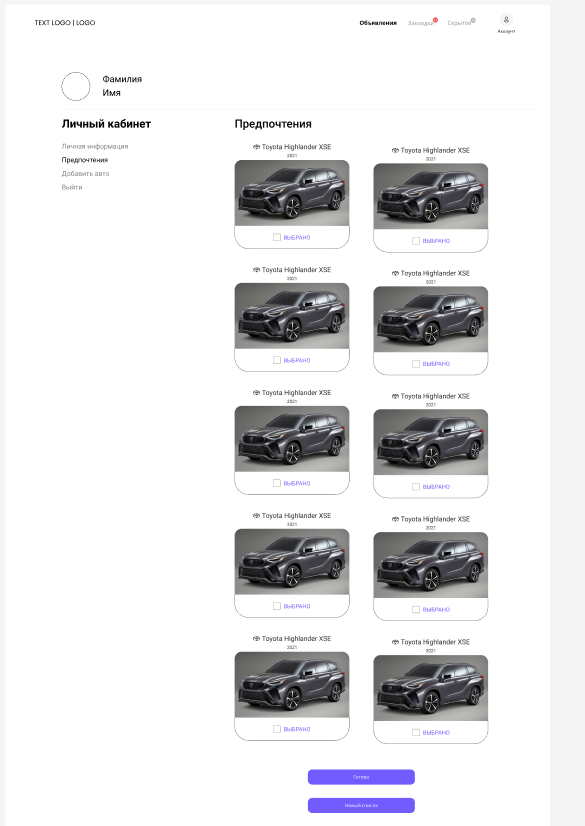 TEXT LOGO | LOGO
Объявления
Закладки
Скрытое
Аккаунт
Фамилия
Имя
Личный кабинет
Личная информация
Предпочтения
Добавить авто
Выйти
Предпочтения
Toyota Highlander XSE
2021
ВЫБРАНО
Toyota Highlander XSE
2021
ВЫБРАНО
Toyota Highlander XSE
2021
ВЫБРАНО
Toyota Highlander XSE
2021
ВЫБРАНО
Toyota Highlander XSE
2021
ВЫБРАНО
Toyota Highlander XSE
2021
ВЫБРАНО
Toyota Highlander XSE
2021
ВЫБРАНО
Toyota Highlander XSE
2021
ВЫБРАНО
Toyota Highlander XSE
2021
ВЫБРАНО
Toyota Highlander XSE
2021
ВЫБРАНО
Готово
Новый список